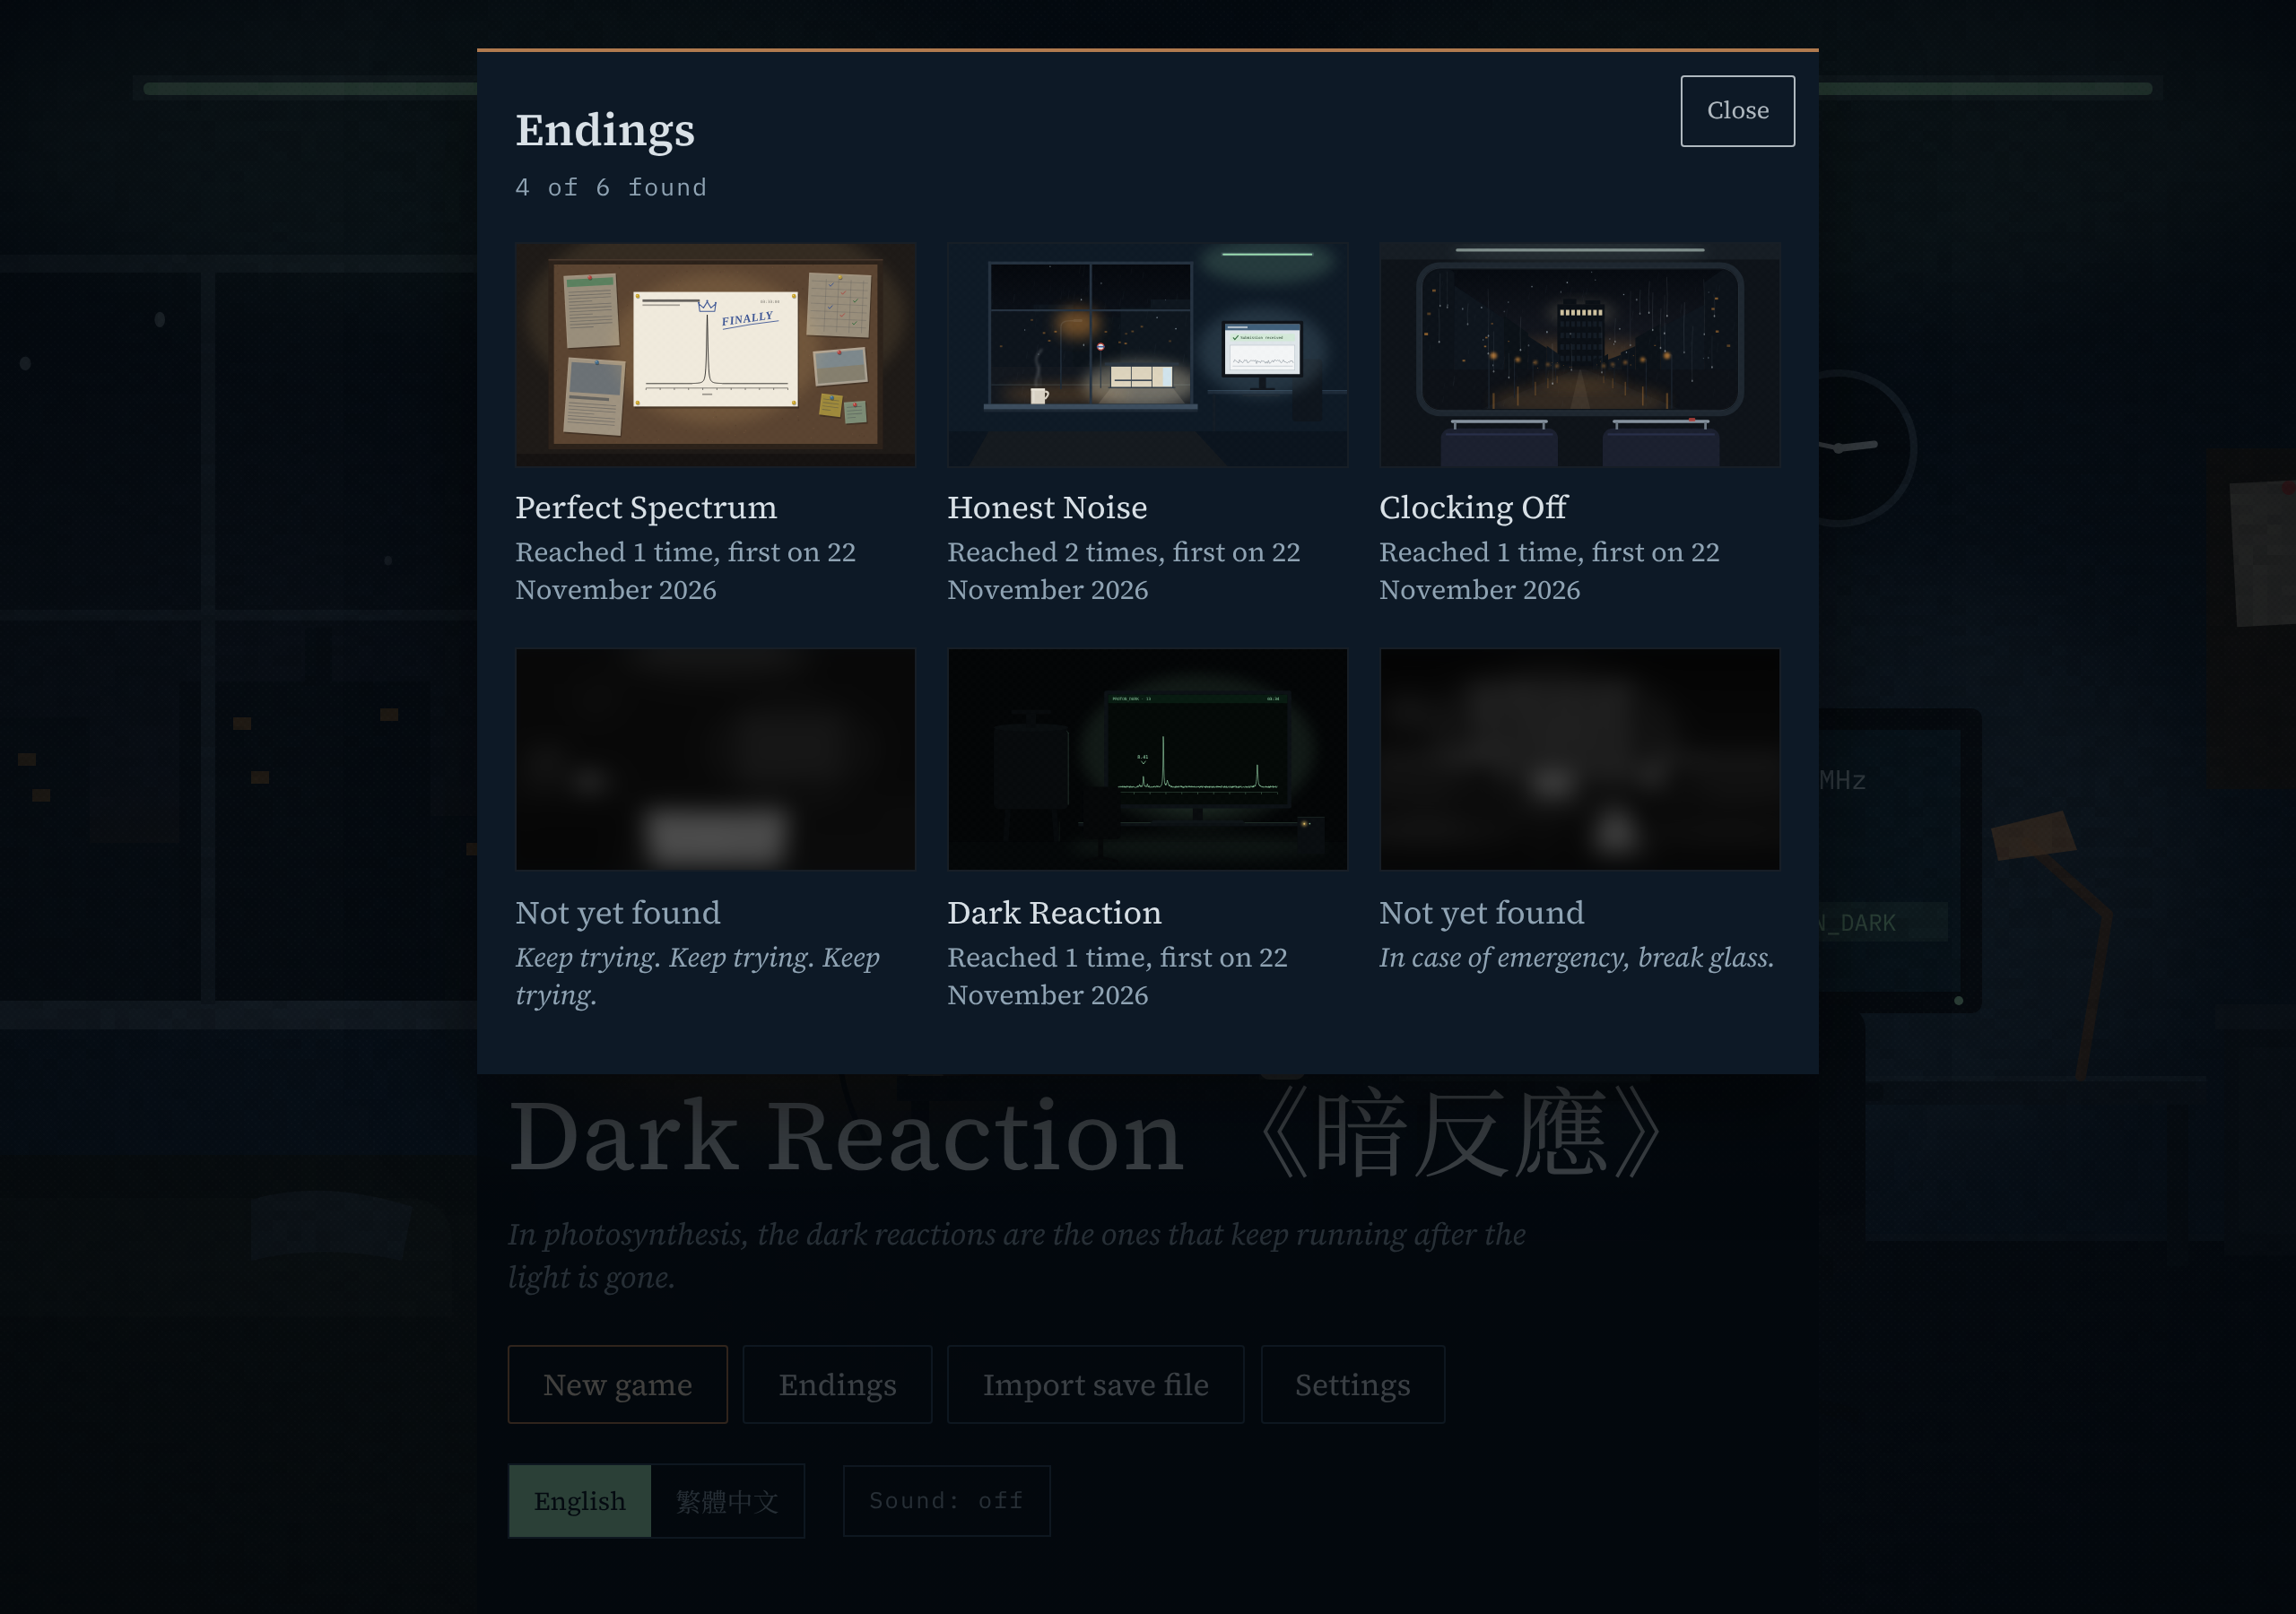 Close
Endings
4 of 6 found
FINALLY
Submission received
Perfect Spectrum
Reached 1 time, first on 22
November 2026
Honest Noise
Reached 2 times, first on 22
November 2026
Clocking Off
Reached 1 time, first on 22
November 2026
Not yet found
Keep trying. Keep trying. Keep
trying.
Dark Reaction
Reached 1 time, first on 22
November 2026
Not yet found
In case of emergency, break glass.
MHz
N_DARK
Dark Reaction 《暗反應》
In photosynthesis, the dark reactions are the ones that keep running after the
light is gone.
New game
Endings
Import save file
Settings
English
繁體中文
Sound: off